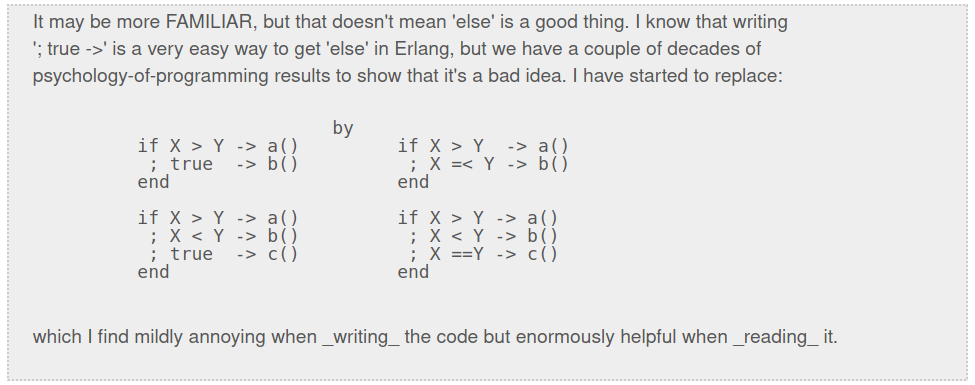 It may be more FAMILIAR, but that doesn't mean 'else' is a good thing. I know that writing
'; true ->' is a very easy way to get 'else' in Erlang, but we have a couple of decades of
psychology-of-programming results to show that it's a bad idea. I have started to replace:
by
if X > Y -> a()    if X > Y  -> a()
; true  -> b()    ; X =< Y -> b()
end    end
if X > Y -> a()    if X > Y -> a()
; X < Y -> b()    ; X < Y -> b()
; true  -> c()    ; X ==Y -> c()
end    end
which I find mildly annoying when _writing_ the code but enormously helpful when _reading_ it.